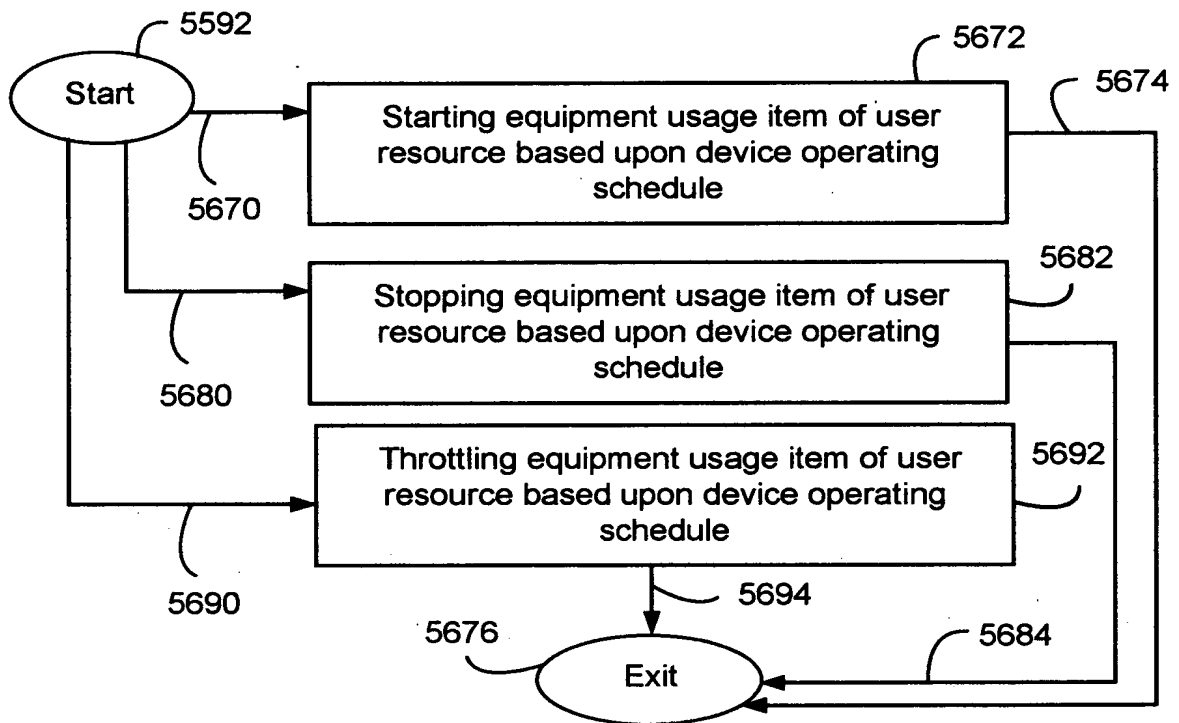 5592
Start
5672
5674
Starting equipment usage item of user
resource based upon device operating
schedule
5670
5682
Stopping equipment usage item of user
resource based upon device operating
schedule
5680
Throttling equipment usage item of user
resource based upon device operating
schedule
5692
5690
5694
5676
5684
Exit